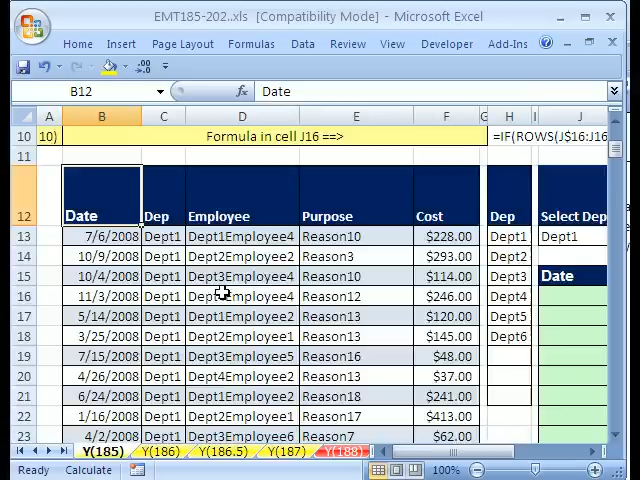 EMT185-202..xls [Compatibility Mode] - Microsoft Excel
Home Insert Page Layout Formulas Data Review View Developer Add-Ins
B12 fx Date
A B C D E F G H I J
10 10) Formula in cell J16 ==> =IF(ROWS(J$16:J16
11
12 Date Dep Employee Purpose Cost Dep Select Dep
13 7/6/2008 Dept1 Dept1Employee4 Reason10 $228.00 Dept1 Dept1
14 10/9/2008 Dept1 Dept2Employee2 Reason3 $293.00 Dept2
15 10/4/2008 Dept1 Dept3Employee4 Reason10 $114.00 Dept3 Date
16 11/3/2008 Dept1 Employee4 Reason12 $246.00 Dept4
17 5/14/2008 Dept1 Dept1Employee2 Reason13 $120.00 Dept5
18 3/25/2008 Dept1 Dept2Employee1 Reason13 $145.00 Dept6
19 7/15/2008 Dept1 Dept3Employee5 Reason16 $48.00
20 4/26/2008 Dept1 Dept4Employee2 Reason13 $37.00
21 6/24/2008 Dept1 Dept1Employee2 Reason18 $241.00
22 1/16/2008 Dept1 Dept2Employee1 Reason17 $413.00
23 4/2/2008 Dept1 Dept3Employee6 Reason7 $62.00
Y(185) Y(186) Y(186.5) Y(187) Y(188)
Ready Calculate 100%